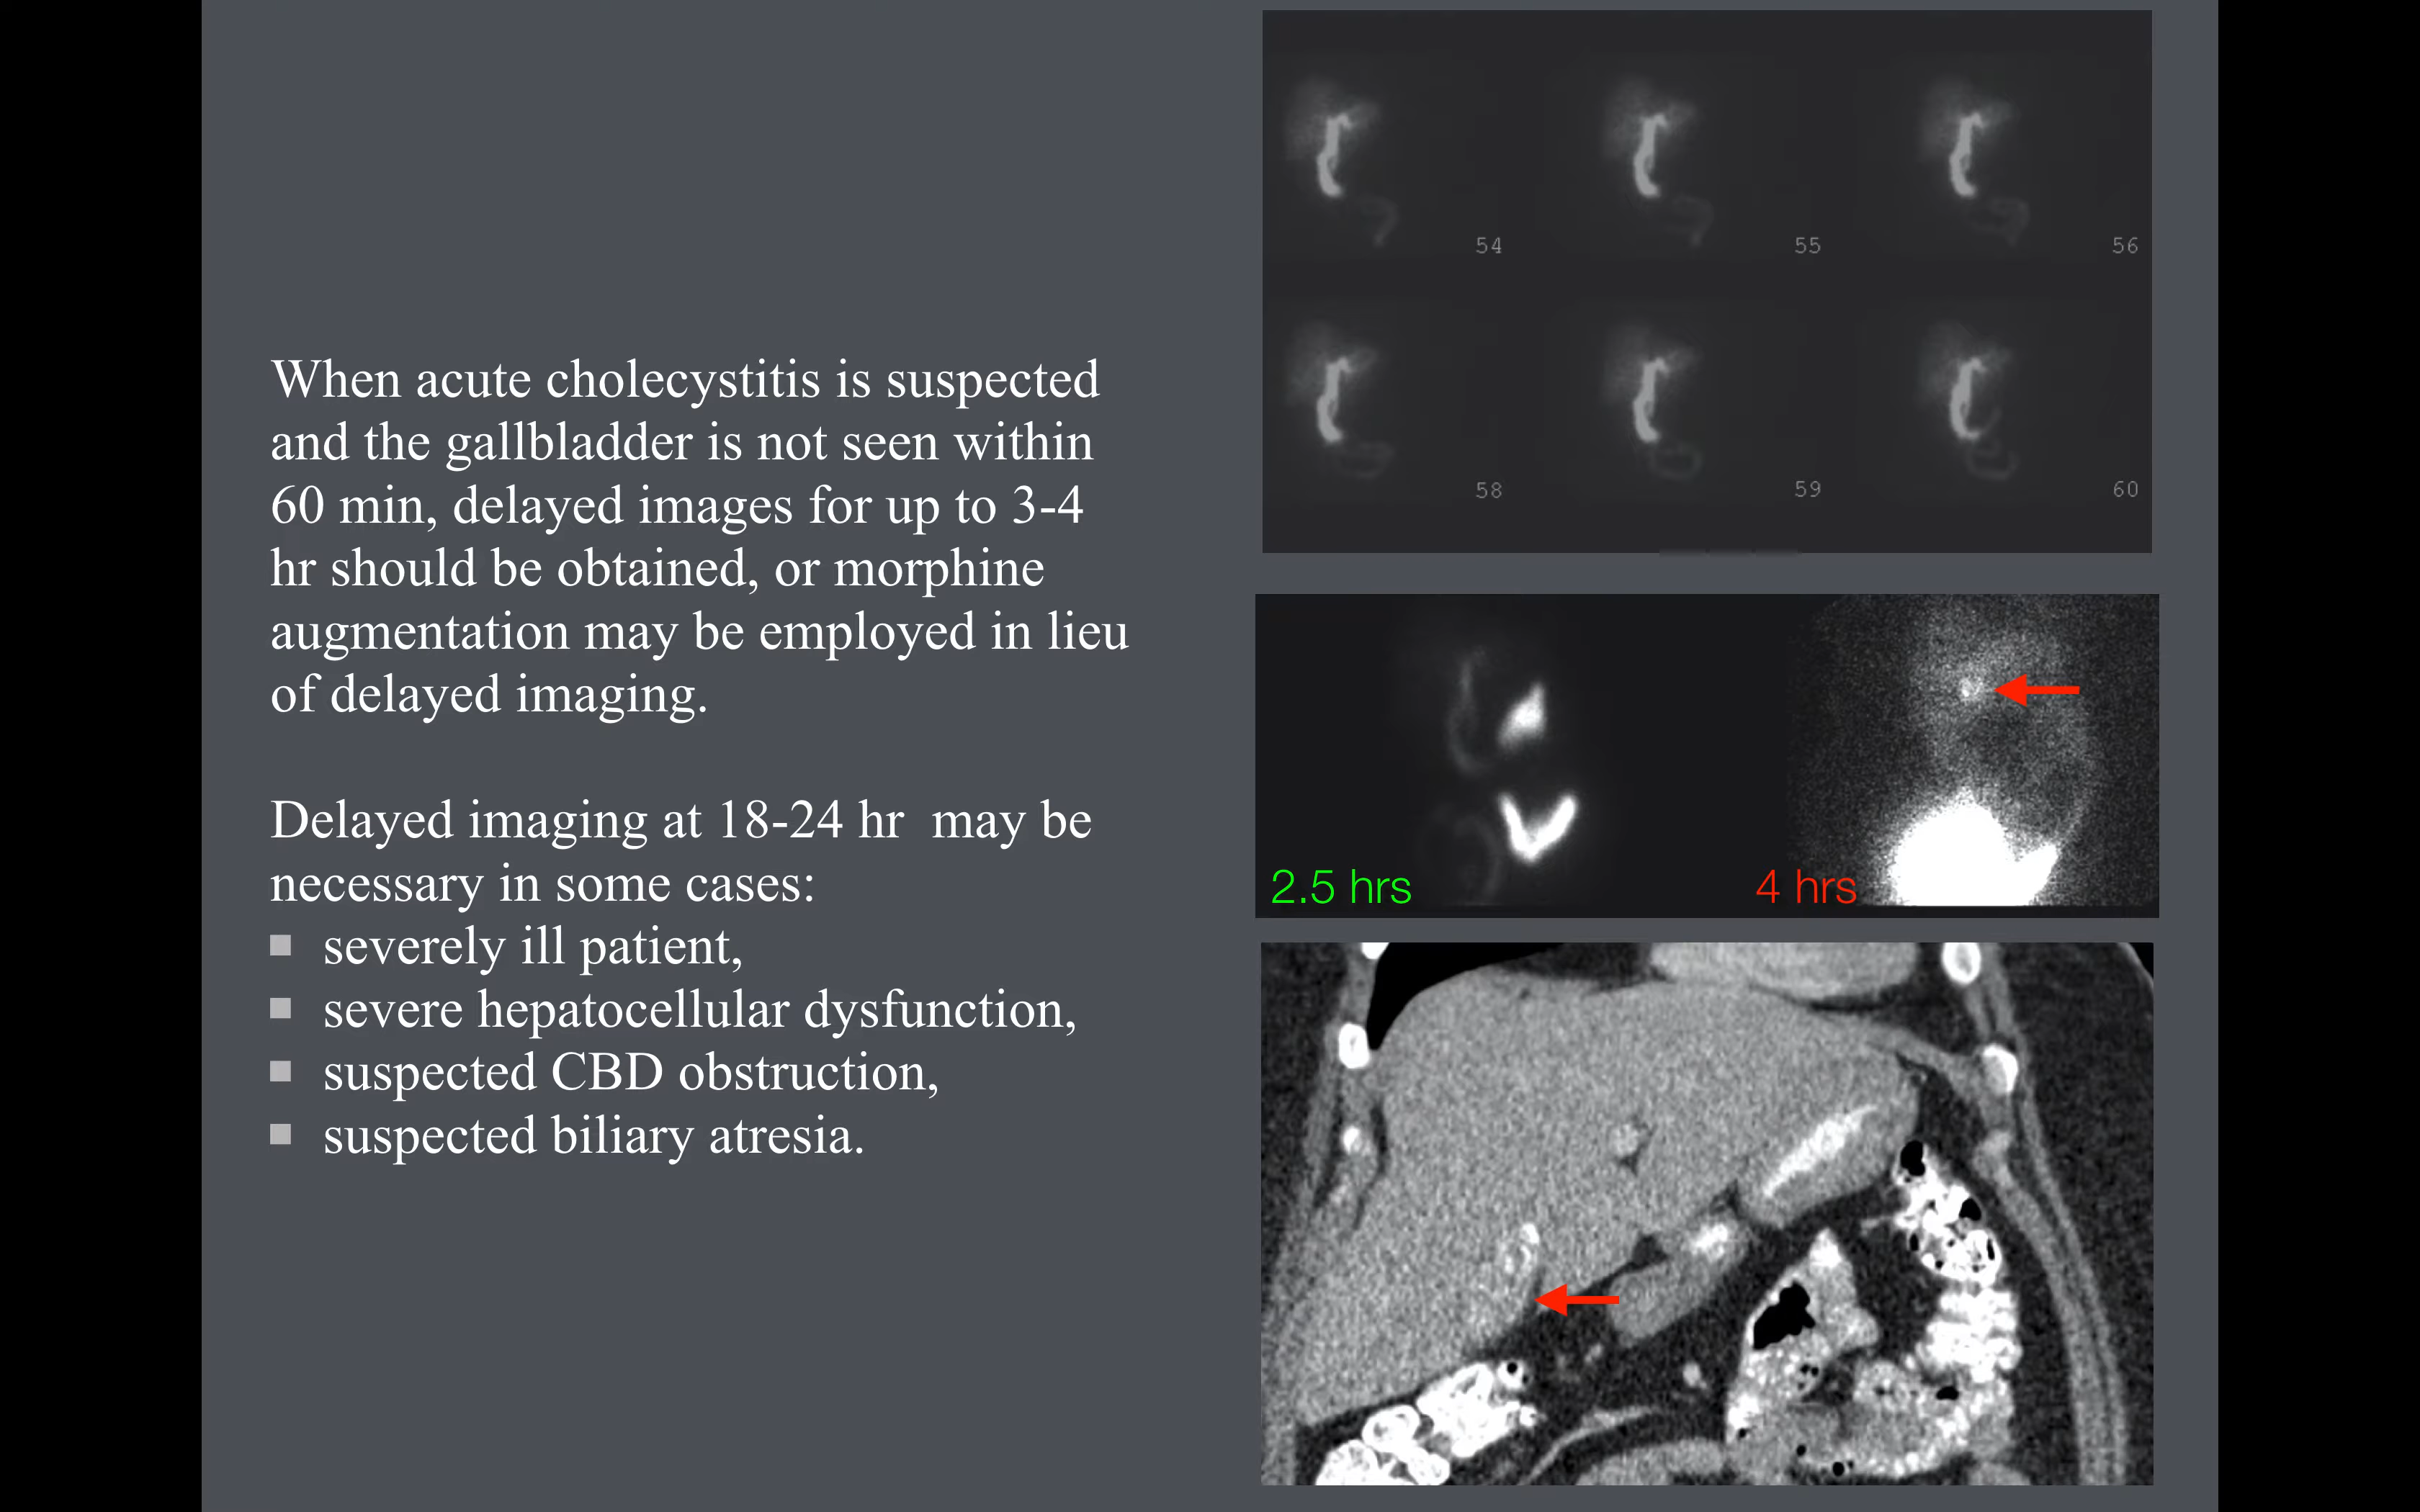 When acute cholecystitis is suspected
and the gallbladder is not seen within
60 min, delayed images for up to 3-4
hr should be obtained, or morphine
augmentation may be employed in lieu
of delayed imaging.
Delayed imaging at 18-24 hr  may be
necessary in some cases:
■ severely ill patient,
■ severe hepatocellular dysfunction,
■ suspected CBD obstruction,
■ suspected biliary atresia.
54 55 56
58 59 60
2.5 hrs 4 hrs